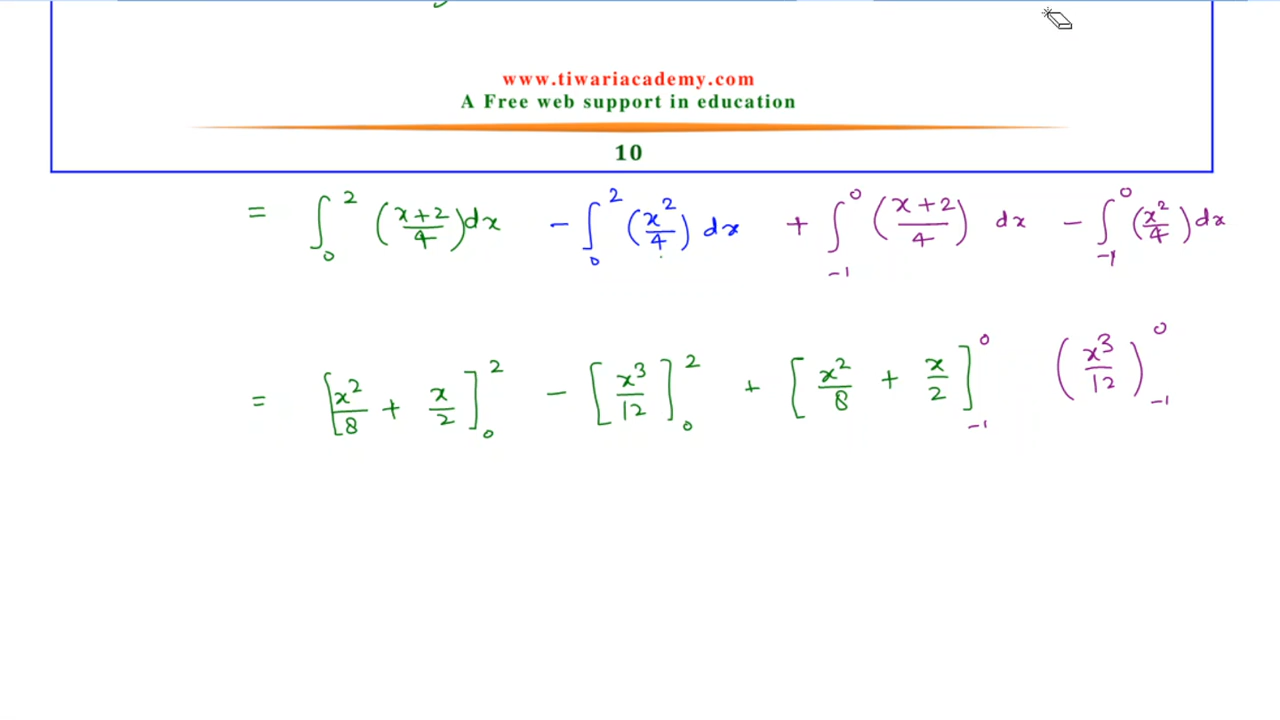 www.tiwariacademy.com
A Free web support in education
10
= ∫₀² (x+2/4)dx − ∫₀² (x²/4) dx + ∫₋₁⁰ (x+2/4) dx − ∫₋₁⁰ (x²/4) dx
= [x²/8 + x/2]₀² − [x³/12]₀² + [x²/8 + x/2]₋₁⁰ (x³/12)₋₁⁰